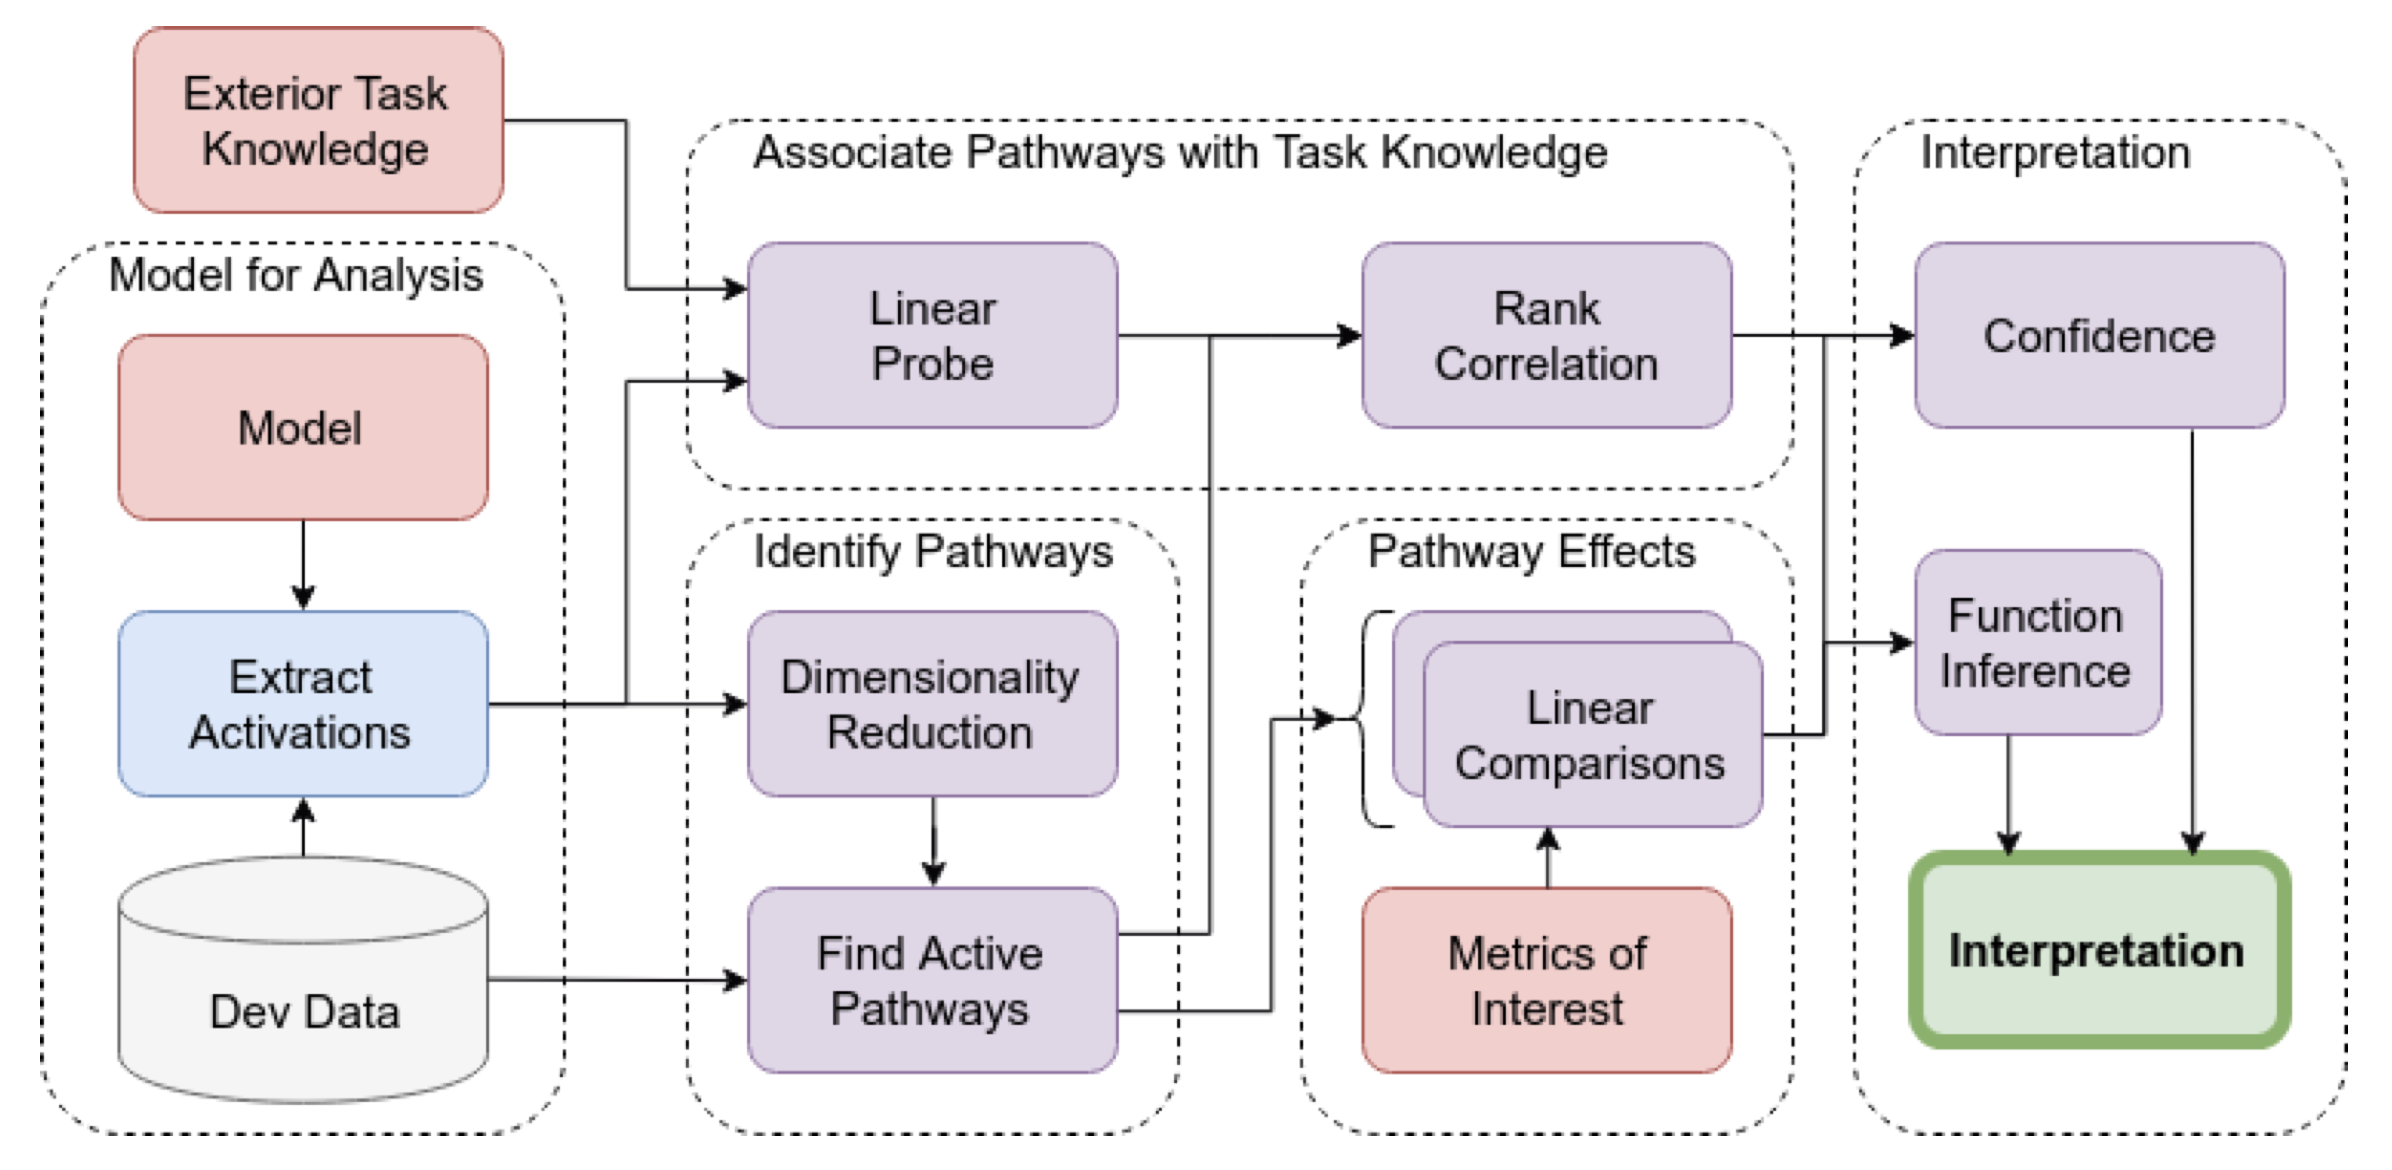 Exterior Task
Knowledge
Model for Analysis
Model
Extract
Activations
Dev Data
Associate Pathways with Task Knowledge
Linear
Probe
Rank
Correlation
Identify Pathways
Dimensionality
Reduction
Find Active
Pathways
Pathway Effects
Linear
Comparisons
Metrics of
Interest
Interpretation
Confidence
Function
Inference
Interpretation